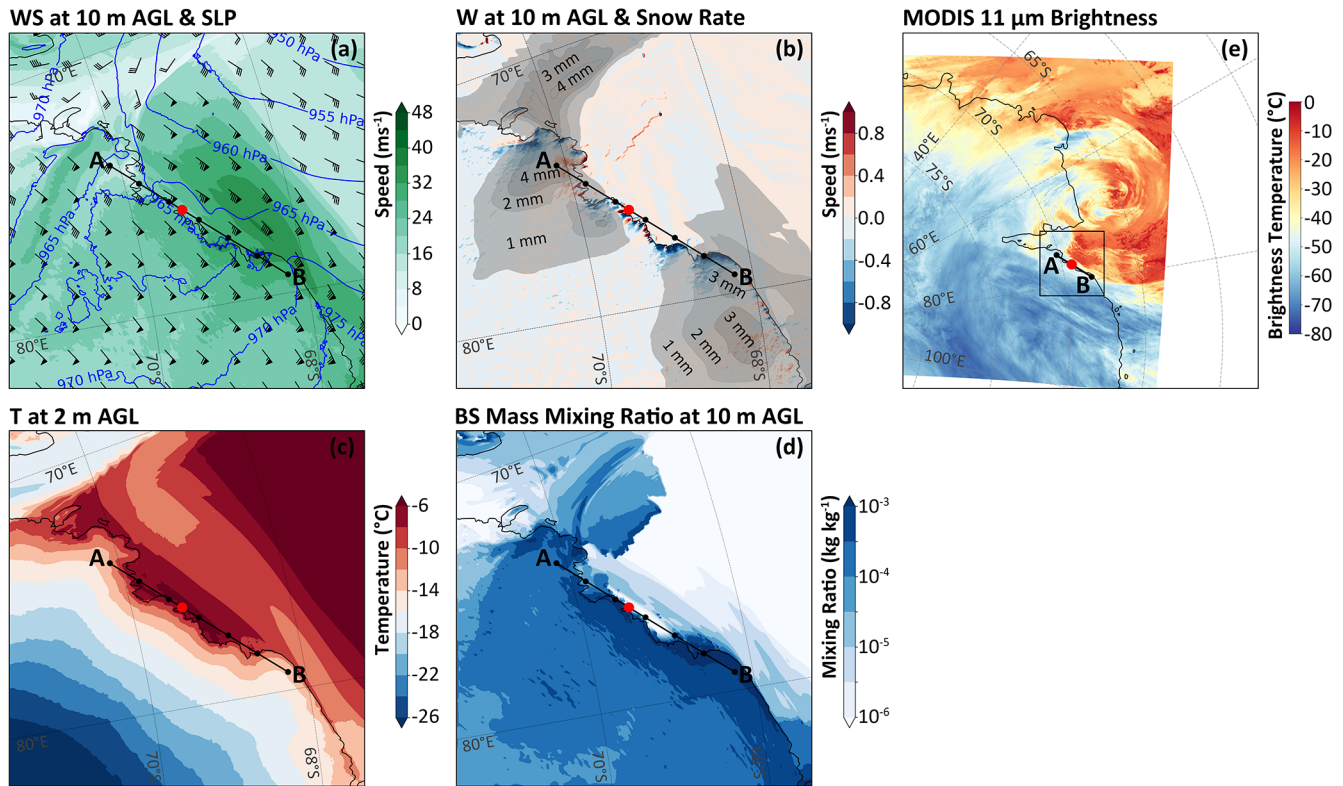 WS at 10 m AGL & SLP
(a)
950 hPa
70°E
970 hPa
955 hPa
960 hPa
A
965 hPa
965 hPa
965 hPa
B
975 hPa
970 hPa
970 hPa
80°E
70°S
68°S
48
40
32
24
16
8
0
Speed (ms-1)
W at 10 m AGL & Snow Rate
(b)
70°E
3 mm
4 mm
A
4 mm
2 mm
1 mm
B
3 mm
3 mm
2 mm
1 mm
80°E
70°S
68°S
0.8
0.4
0.0
-0.4
-0.8
Speed (ms-1)
MODIS 11 µm Brightness
(e)
65°S
70°S
40°E
75°S
60°E
A
B
80°E
100°E
0
-10
-20
-30
-40
-50
-60
-70
-80
Brightness Temperature (°C)
T at 2 m AGL
(c)
70°E
A
B
80°E
70°S
68°S
-6
-10
-14
-18
-22
-26
Temperature (°C)
BS Mass Mixing Ratio at 10 m AGL
(d)
70°E
A
B
80°E
70°S
10-3
10-4
10-5
10-6
Mixing Ratio (kg kg-1)